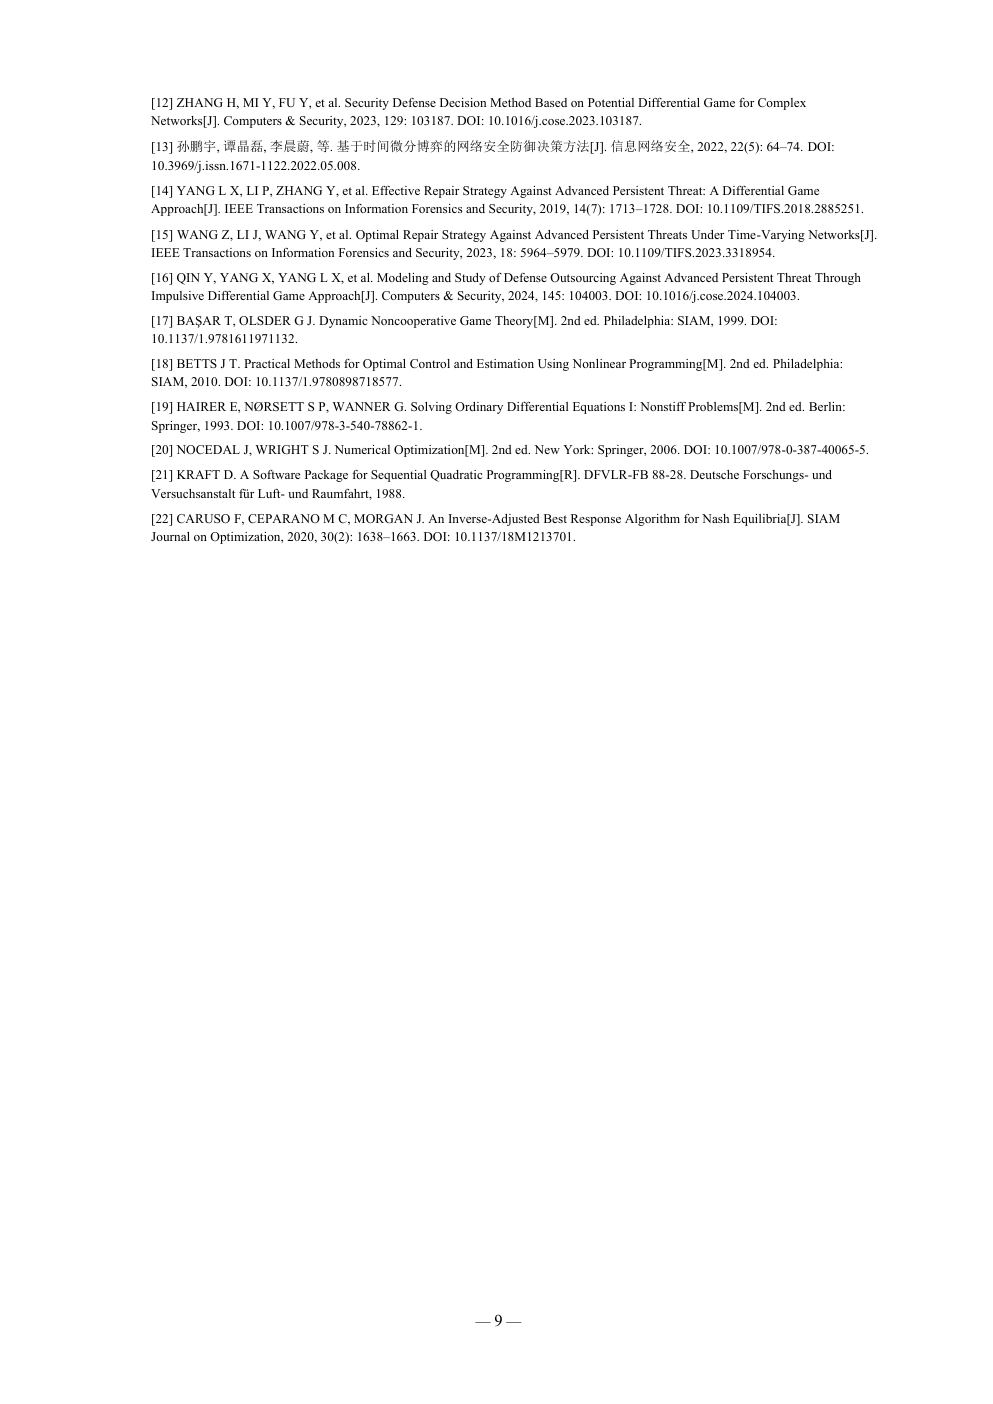 [12] ZHANG H, MI Y, FU Y, et al. Security Defense Decision Method Based on Potential Differential Game for Complex
Networks[J]. Computers & Security, 2023, 129: 103187. DOI: 10.1016/j.cose.2023.103187.
[13] 孙鹏宇, 谭晶磊, 李晨蔚, 等. 基于时间微分博弈的网络安全防御决策方法[J]. 信息网络安全, 2022, 22(5): 64–74. DOI:
10.3969/j.issn.1671-1122.2022.05.008.
[14] YANG L X, LI P, ZHANG Y, et al. Effective Repair Strategy Against Advanced Persistent Threat: A Differential Game
Approach[J]. IEEE Transactions on Information Forensics and Security, 2019, 14(7): 1713–1728. DOI: 10.1109/TIFS.2018.2885251.
[15] WANG Z, LI J, WANG Y, et al. Optimal Repair Strategy Against Advanced Persistent Threats Under Time-Varying Networks[J].
IEEE Transactions on Information Forensics and Security, 2023, 18: 5964–5979. DOI: 10.1109/TIFS.2023.3318954.
[16] QIN Y, YANG X, YANG L X, et al. Modeling and Study of Defense Outsourcing Against Advanced Persistent Threat Through
Impulsive Differential Game Approach[J]. Computers & Security, 2024, 145: 104003. DOI: 10.1016/j.cose.2024.104003.
[17] BAŞAR T, OLSDER G J. Dynamic Noncooperative Game Theory[M]. 2nd ed. Philadelphia: SIAM, 1999. DOI:
10.1137/1.9781611971132.
[18] BETTS J T. Practical Methods for Optimal Control and Estimation Using Nonlinear Programming[M]. 2nd ed. Philadelphia:
SIAM, 2010. DOI: 10.1137/1.9780898718577.
[19] HAIRER E, NØRSETT S P, WANNER G. Solving Ordinary Differential Equations I: Nonstiff Problems[M]. 2nd ed. Berlin:
Springer, 1993. DOI: 10.1007/978-3-540-78862-1.
[20] NOCEDAL J, WRIGHT S J. Numerical Optimization[M]. 2nd ed. New York: Springer, 2006. DOI: 10.1007/978-0-387-40065-5.
[21] KRAFT D. A Software Package for Sequential Quadratic Programming[R]. DFVLR-FB 88-28. Deutsche Forschungs- und
Versuchsanstalt für Luft- und Raumfahrt, 1988.
[22] CARUSO F, CEPARANO M C, MORGAN J. An Inverse-Adjusted Best Response Algorithm for Nash Equilibria[J]. SIAM
Journal on Optimization, 2020, 30(2): 1638–1663. DOI: 10.1137/18M1213701.
— 9 —